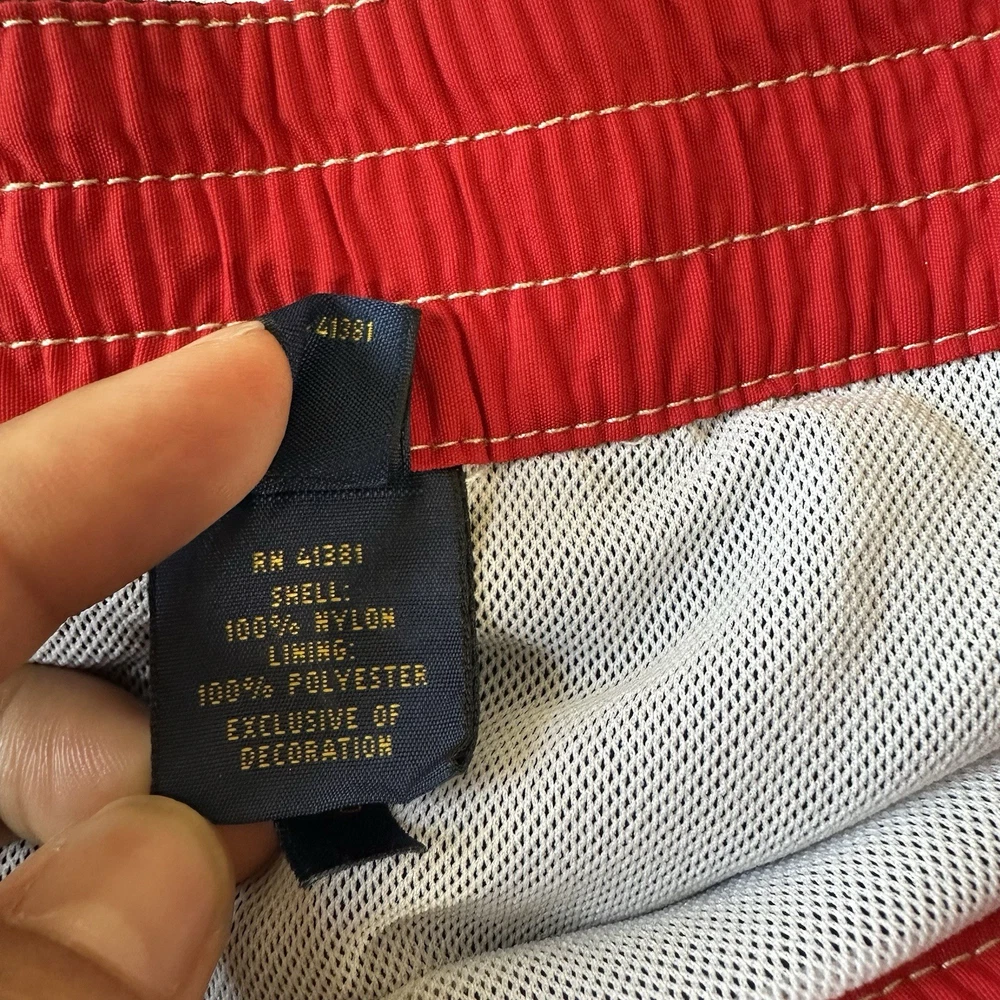 41381
RN 41381
SHELL:
100% NYLON
LINING:
100% POLYESTER
EXCLUSIVE OF
DECORATION